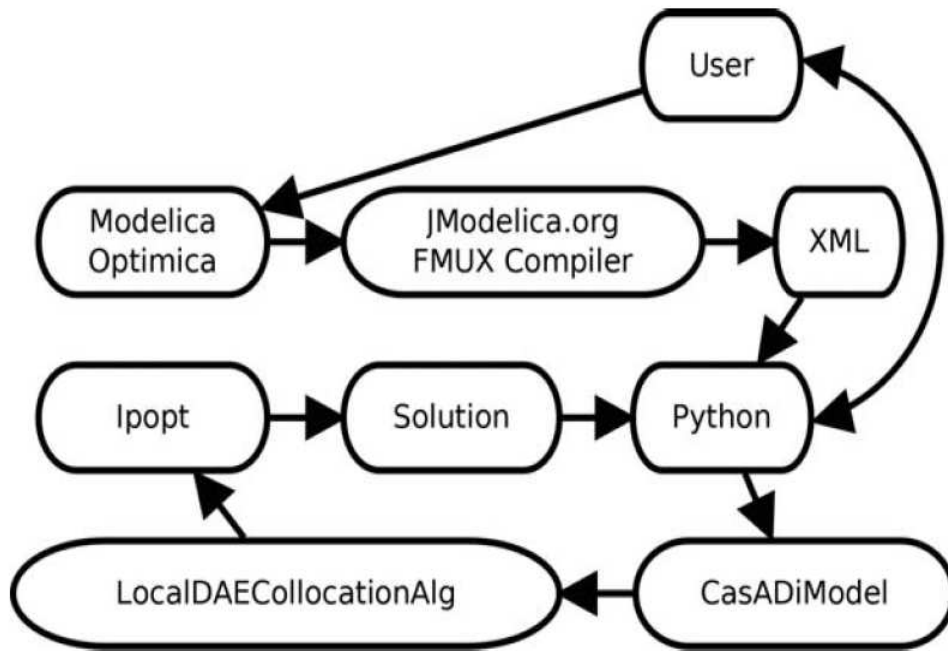 User
Modelica
Optimica
JModelica.org
FMUX Compiler
XML
Ipopt
Solution
Python
LocalDAECollocationAlg
CasADiModel